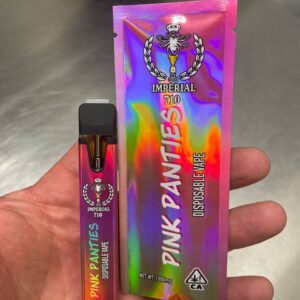 IMPERIAL
710
PINK PANTIES
DISPOSABLE VAPE
CA
IMPERIAL
710
PINK PANTIES
DISPOSABLE VAPE